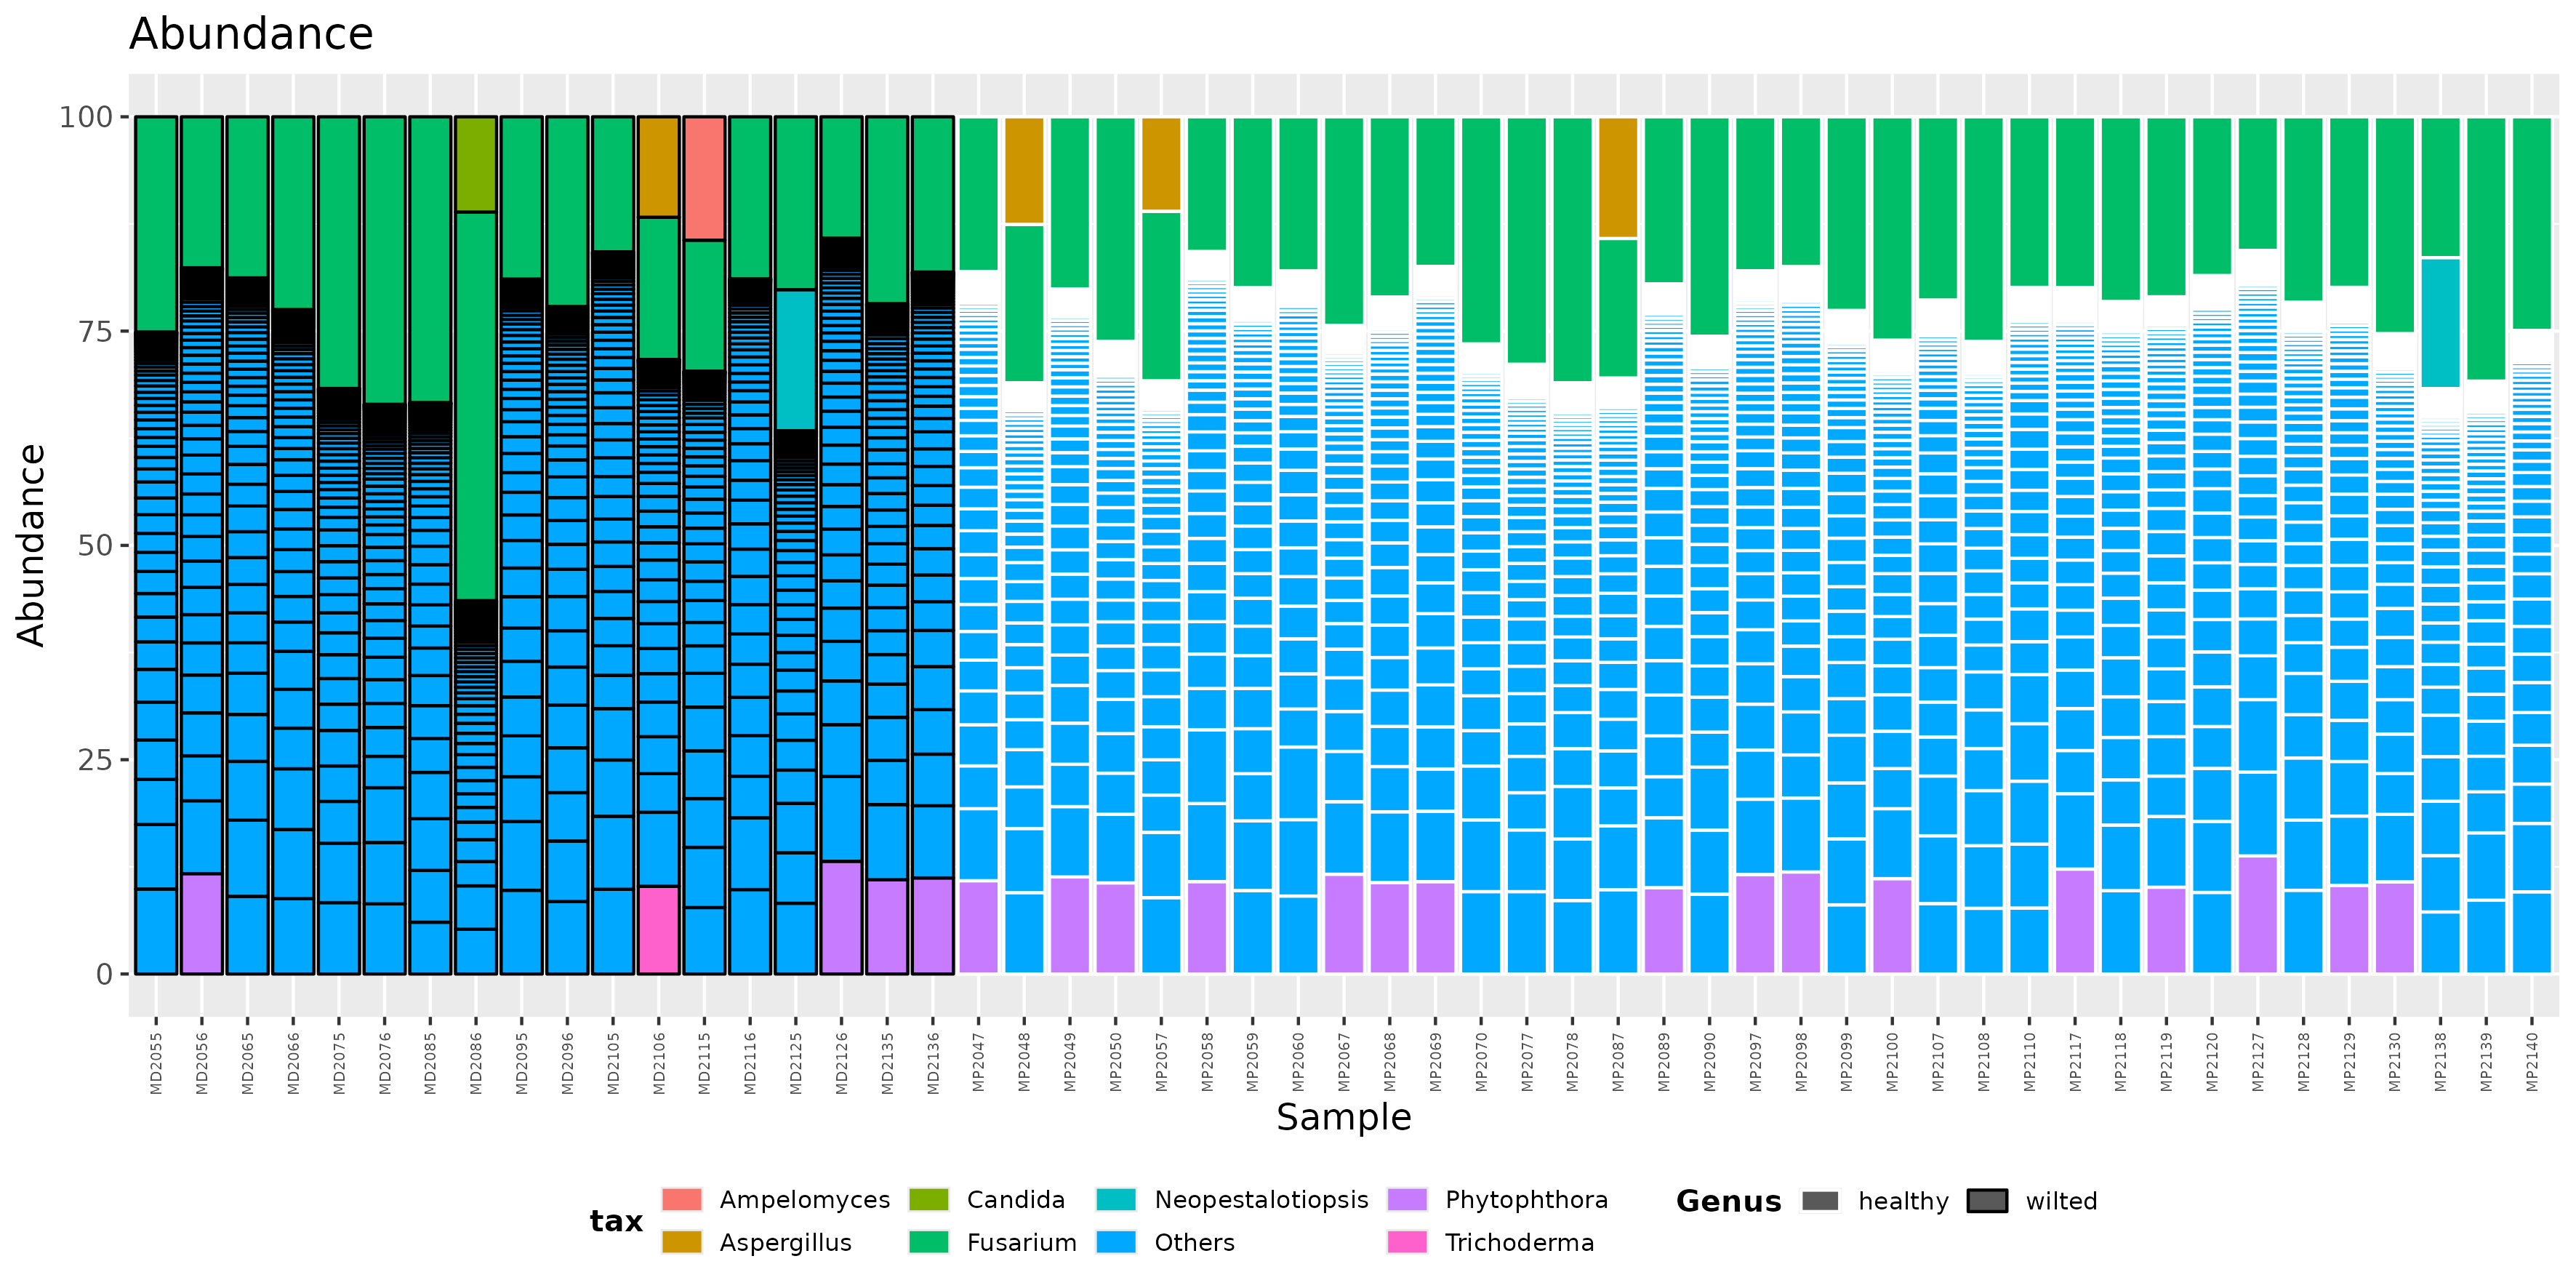 Abundance
Abundance
100
75
50
25
0
MD2055 MD2056 MD2065 MD2066 MD2075 MD2076 MD2085 MD2086 MD2095 MD2096 MD2105 MD2106 MD2115 MD2116 MD2125 MD2126 MD2135 MD2136 MP2047 MP2048 MP2049 MP2050 MP2057 MP2058 MP2059 MP2060 MP2067 MP2068 MP2069 MP2070 MP2077 MP2078 MP2087 MP2089 MP2090 MP2097 MP2098 MP2099 MP2100 MP2107 MP2108 MP2110 MP2117 MP2118 MP2119 MP2120 MP2127 MP2128 MP2129 MP2130 MP2138 MP2139 MP2140
Sample
tax
Ampelomyces Candida Neopestalotiopsis Phytophthora
Aspergillus Fusarium Others Trichoderma
Genus healthy wilted